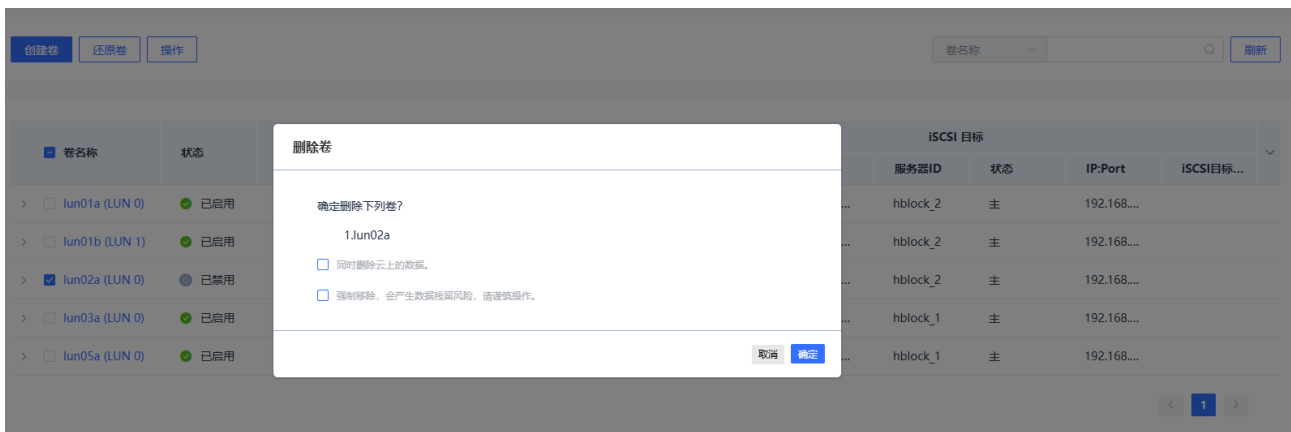 创建卷 还原卷 操作 卷名称 刷新
卷名称 状态 iSCSI 目标
服务器ID 状态 IP:Port iSCSI目标...
删除卷
确定删除下列卷?
1.lun02a
同时删除云上的数据。
强制移除，会产生数据残留风险，请谨慎操作。
取消 确定
lun01a (LUN 0) 已启用 ... hblock_2 主 192.168....
lun01b (LUN 1) 已启用 ... hblock_2 主 192.168....
lun02a (LUN 0) 已禁用 ... hblock_2 主 192.168....
lun03a (LUN 0) 已启用 ... hblock_1 主 192.168....
lun05a (LUN 0) 已启用 ... hblock_1 主 192.168....
1